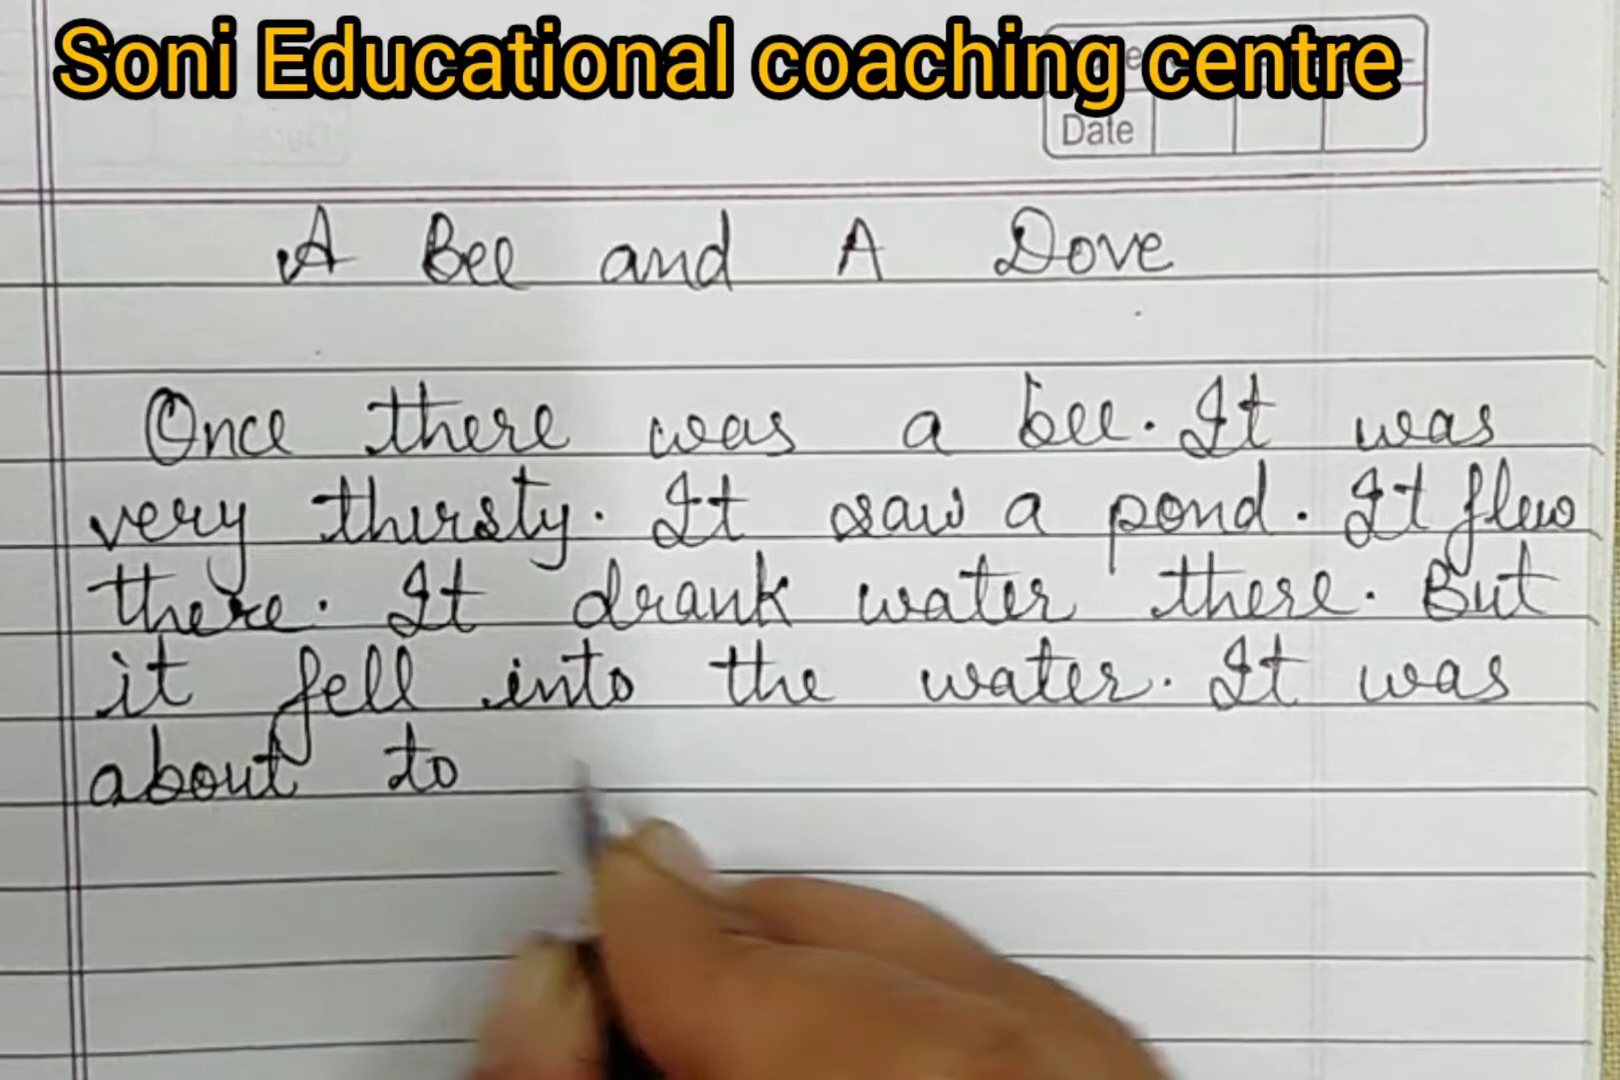 Soni Educational coaching centre
Date
A Bee and A Dove
Once there was a bee. It was
very thirsty. It saw a pond. It flew
there. It drank water there. But
it fell into the water. It was
about to